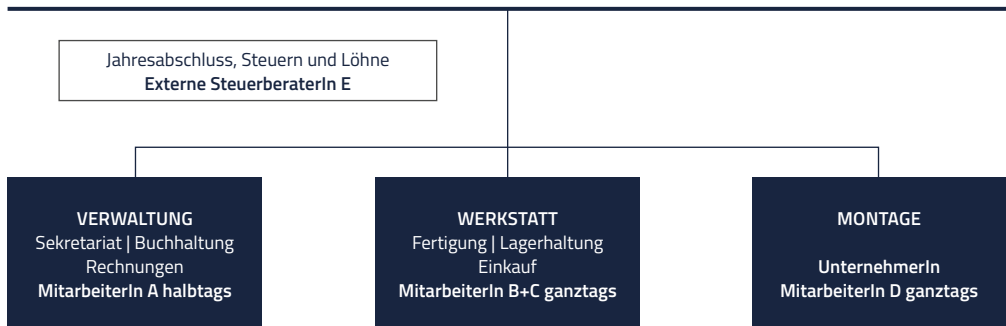 Jahresabschluss, Steuern und Löhne
Externe SteuerberaterIn E
VERWALTUNG
Sekretariat | Buchhaltung
Rechnungen
MitarbeiterIn A halbtags
WERKSTATT
Fertigung | Lagerhaltung
Einkauf
MitarbeiterIn B+C ganztags
MONTAGE
UnternehmerIn
MitarbeiterIn D ganztags